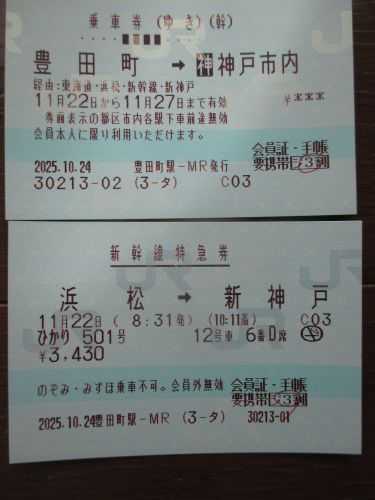 乗車券(ゆき)(幹)
豊田町 → 神 神戸市内
経由:東海道・浜松・新幹線・新神戸
11月22日から11月27日まで有効 ¥***
券面表示の都区市内各駅下車前途無効
会員本人に限り利用いただけます。
会員証・手帳
要携帯 ジ3割
2025.10.24 豊田町駅-MR発行
30213-02 (3-タ) C03
新幹線特急券
浜松 → 新神戸
11月22日 ( 8:31発) (10:11着) C03
ひかり 501号 12号車 6番D席
¥3,430
のぞみ・みずほ乗車不可。会員外無効
会員証・手帳
要携帯 ジ3割
2025.10.24豊田町駅-MR (3-タ) 30213-01